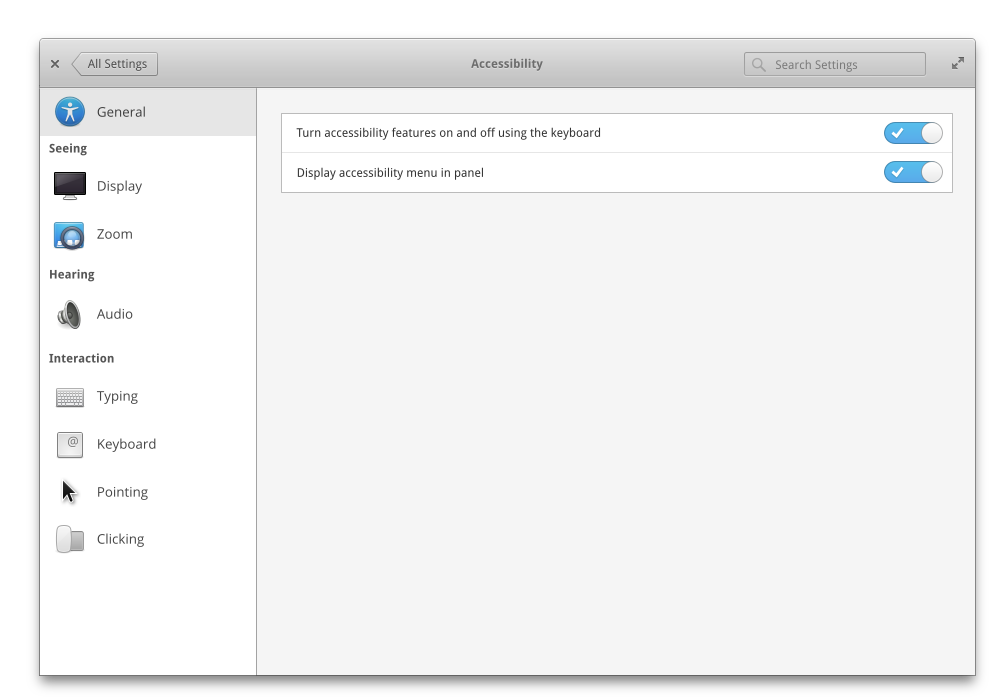 All Settings
Accessibility
Search Settings
General
Seeing
Display
Zoom
Hearing
Audio
Interaction
Typing
@
Keyboard
Pointing
Clicking
Turn accessibility features on and off using the keyboard
Display accessibility menu in panel